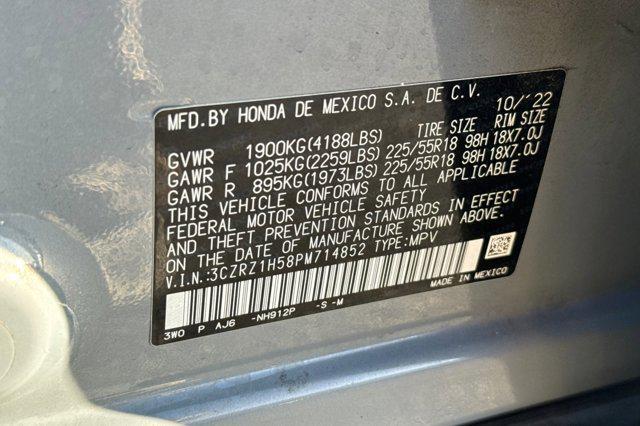 MFD.BY HONDA DE MEXICO S.A. DE C.V. 10/'22
GVWR 1900KG(4188LBS) TIRE SIZE RIM SIZE
GAWR F 1025KG(2259LBS) 225/55R18 98H 18X7.0J
GAWR R 895KG(1973LBS) 225/55R18 98H 18X7.0J
THIS VEHICLE CONFORMS TO ALL APPLICABLE
FEDERAL MOTOR VEHICLE SAFETY
AND THEFT PREVENTION STANDARDS IN EFFECT
ON THE DATE OF MANUFACTURE SHOWN ABOVE.
V.I.N.:3CZRZ1H58PM714852 TYPE:MPV
MADE IN MEXICO
3WO P AJ6 -NH912P -S-M